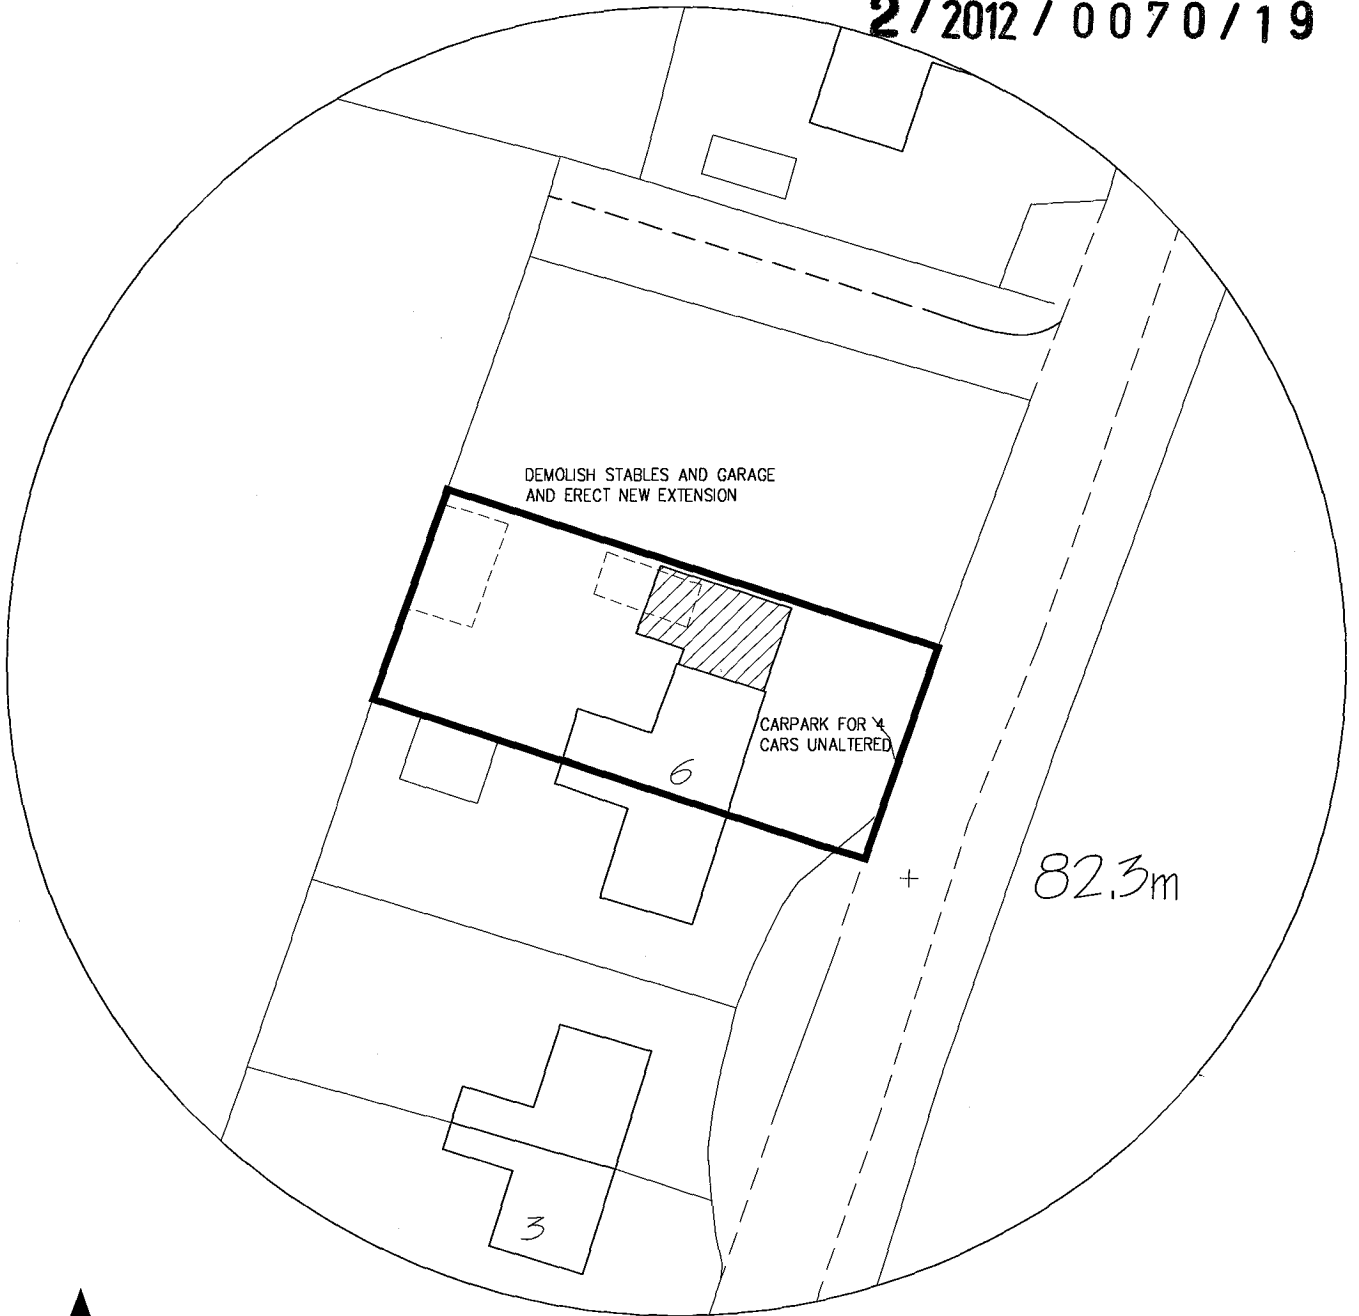 2/2012/0070/19
DEMOLISH STABLES AND GARAGE
AND ERECT NEW EXTENSION
CARPARK FOR 4
CARS UNALTERED
6
82.3m
3